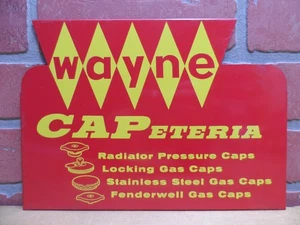 wayne
CAPETERIA
Radiator Pressure Caps
Locking Gas Caps
Stainless Steel Gas Caps
Fenderwell Gas Caps